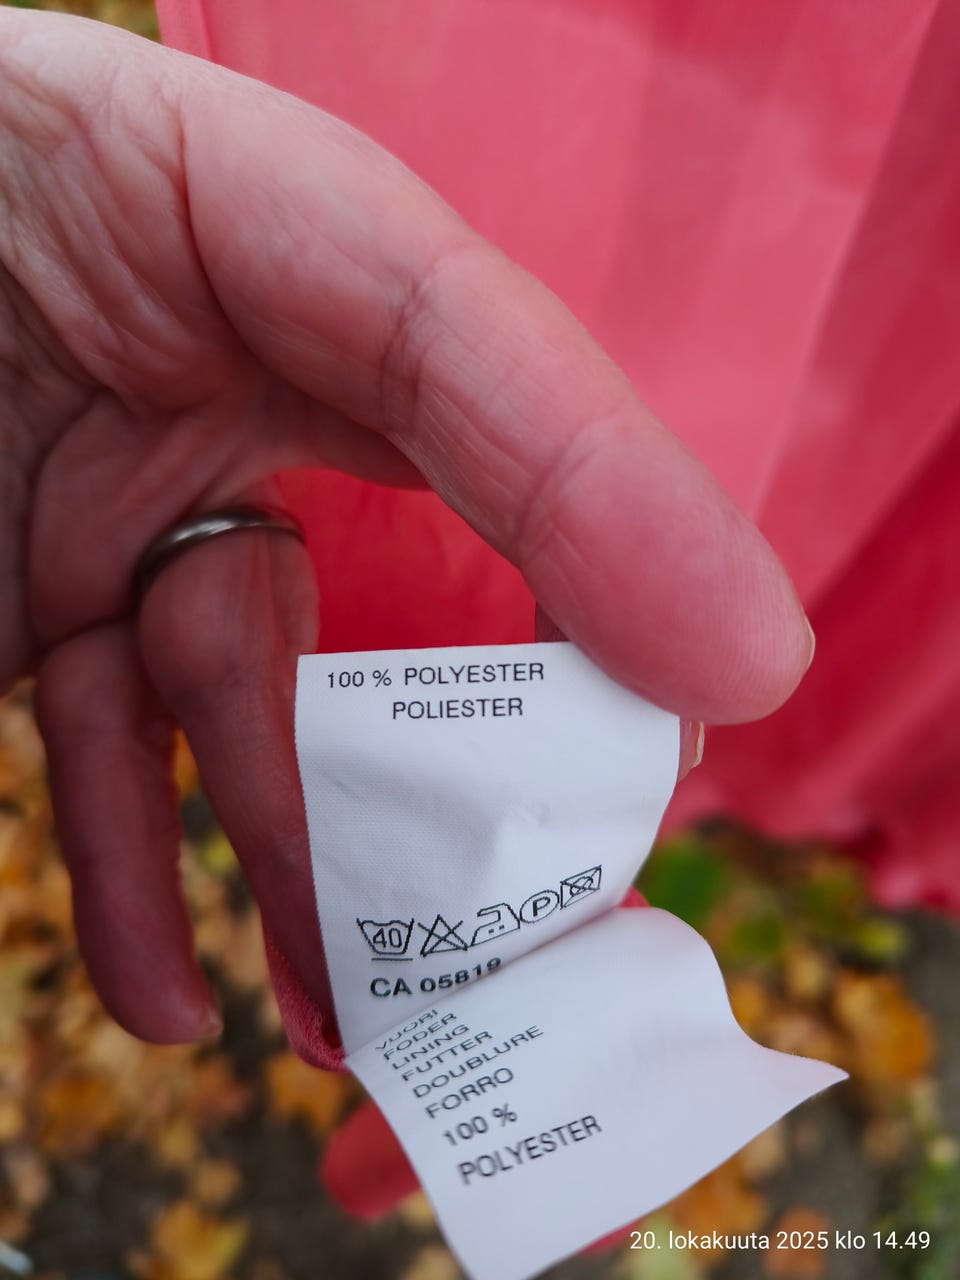 100 % POLYESTER
POLIESTER
40 P
CA 05819
VUORI
FODER
LINING
FUTTER
DOUBLURE
FORRO
100 %
POLYESTER
20. lokakuuta 2025 klo 14.49